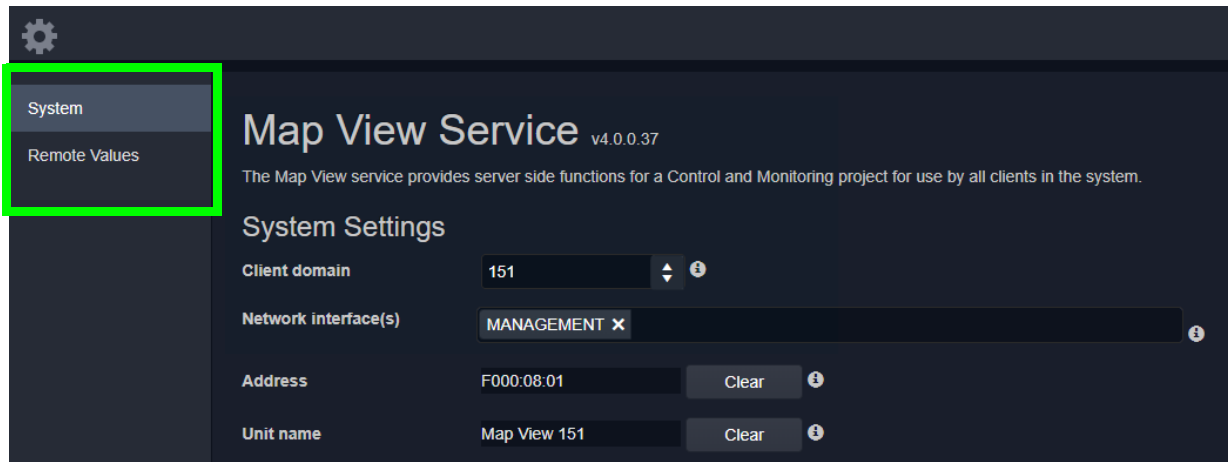 System
Remote Values
Map View Service v4.0.0.37
The Map View service provides server side functions for a Control and Monitoring project for use by all clients in the system.
System Settings
Client domain 151
Network interface(s) MANAGEMENT
Address F000:08:01 Clear
Unit name Map View 151 Clear